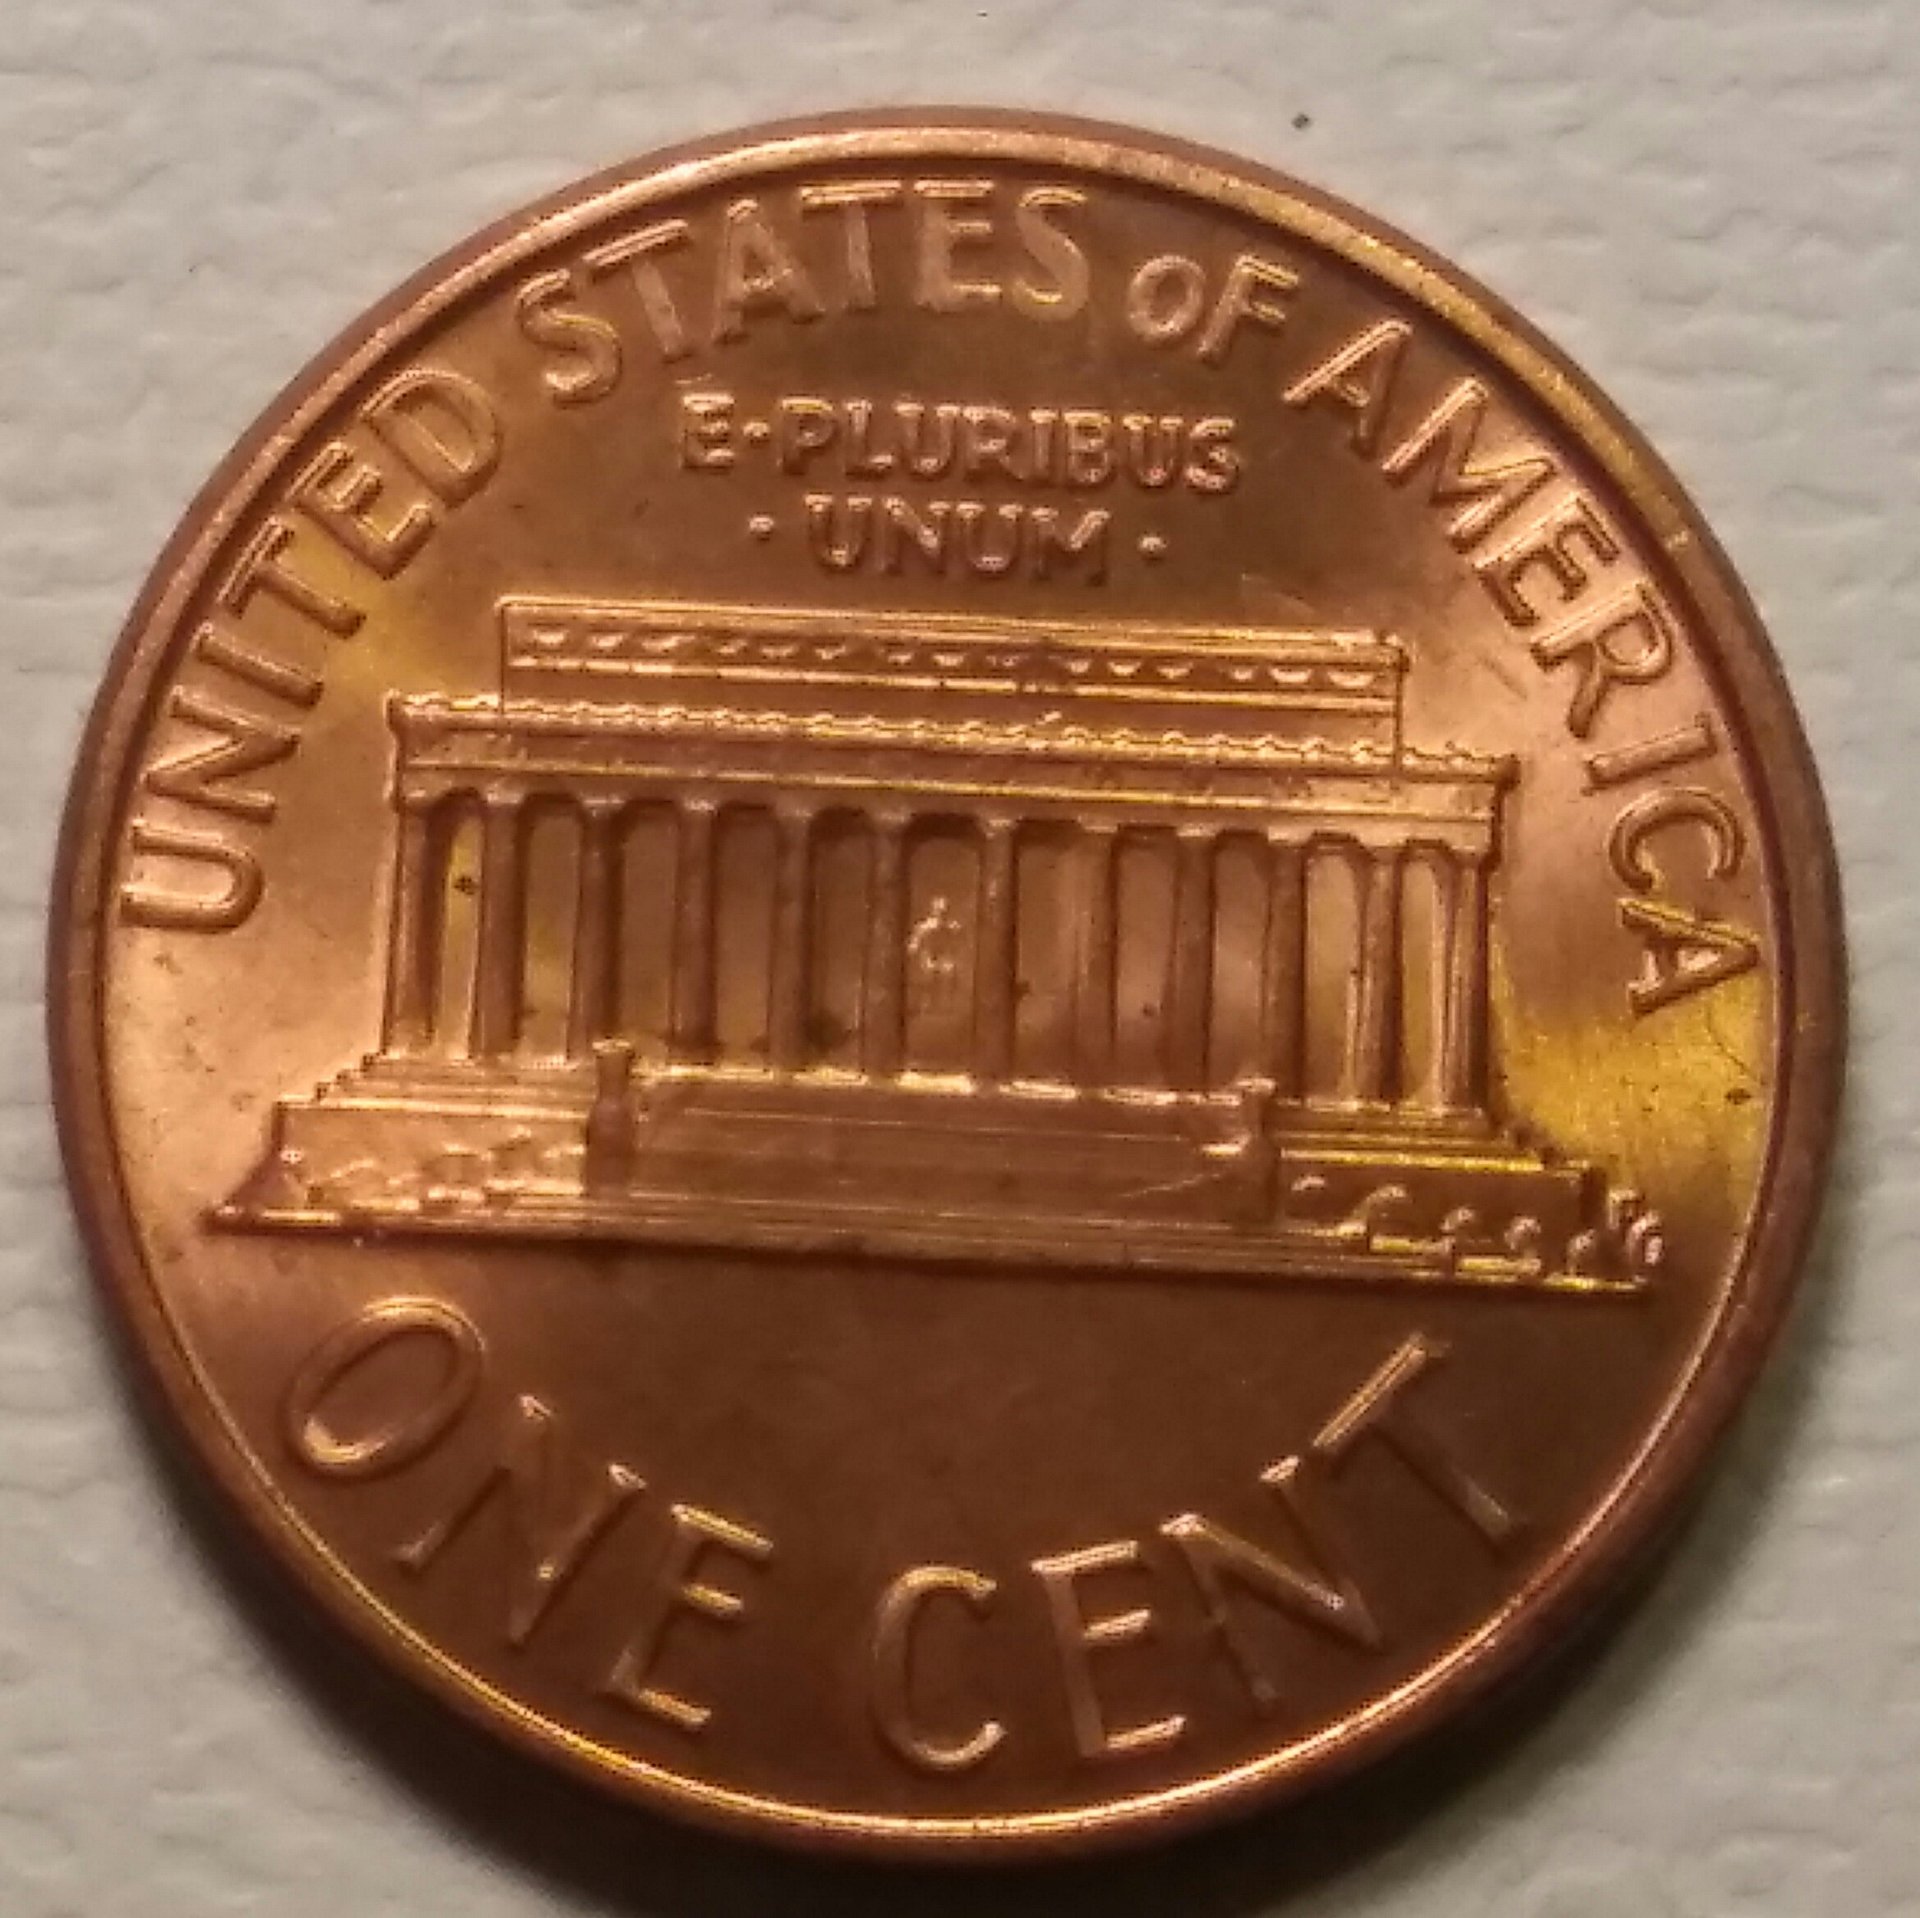 UNITED STATES OF AMERICA
E·PLURIBUS
·UNUM·
ONE CENT